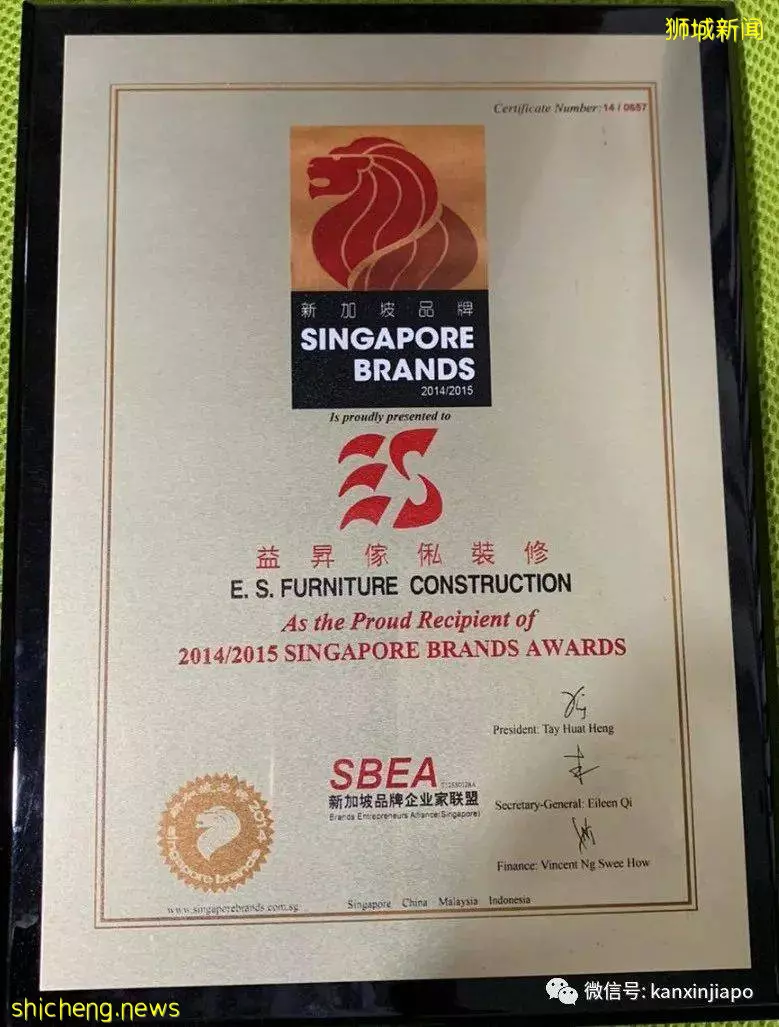 狮城新闻
Certificate Number: 14 / 0657
新加坡品牌
SINGAPORE
BRANDS
2014/2015
Is proudly presented to
ES
益昇傢俬裝修
E. S. FURNITURE CONSTRUCTION
As the Proud Recipient of
2014/2015 SINGAPORE BRANDS AWARDS
President: Tay Huat Heng
SBEA
新加坡品牌企业家联盟
Brands Entrepreneurs Alliance(Singapore)
Secretary-General: Eileen Qi
Finance: Vincent Ng Swee How
singapore brands
www.singaporebrands.com.sg
Singapore China Malaysia Indonesia
微信号: kanxinjiapo
shicheng.news